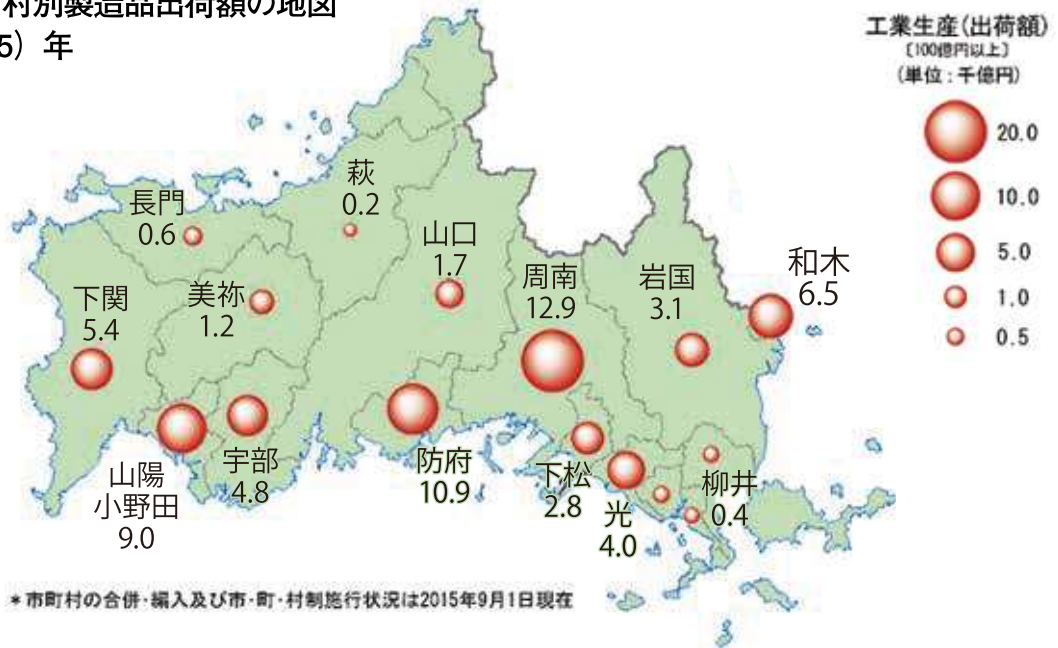 村別製造品出荷額の地図
5）年
工業生産（出荷額）
〔100億円以上〕
（単位：千億円）
20.0
10.0
5.0
1.0
0.5
萩
0.2
長門
0.6
山口
1.7
和木
6.5
周南
12.9
岩国
3.1
下関
5.4
美祢
1.2
山陽
小野田
9.0
宇部
4.8
防府
10.9
下松
2.8
光
4.0
柳井
0.4
＊市町村の合併・編入及び市・町・村制施行状況は2015年9月1日現在